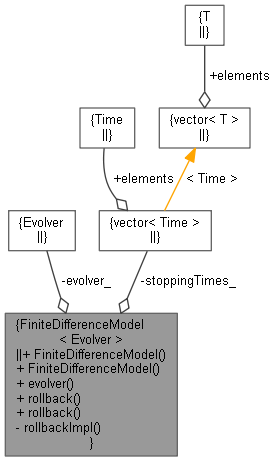 {T
||}
+elements
{Time
||}
{vector< T >
||}
+elements
< Time >
{Evolver
||}
{vector< Time >
||}
-evolver_
-stoppingTimes_
{FiniteDifferenceModel
< Evolver >
||+ FiniteDifferenceModel()
+ FiniteDifferenceModel()
+ evolver()
+ rollback()
+ rollback()
- rollbackImpl()
}